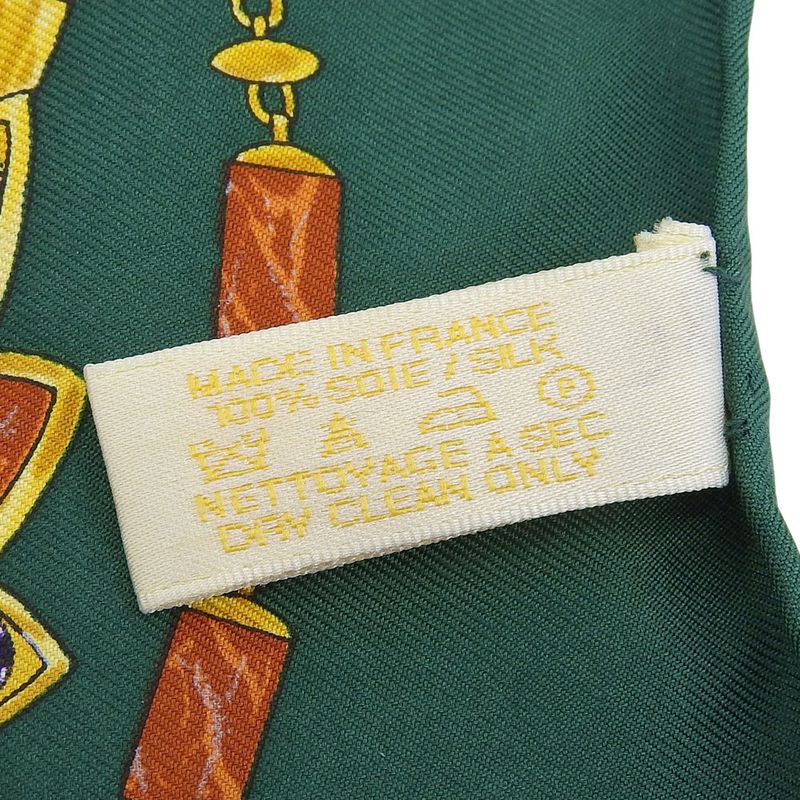 MADE IN FRANCE
100% SOIE / SILK
P
NETTOYAGE A SEC
DRY CLEAN ONLY